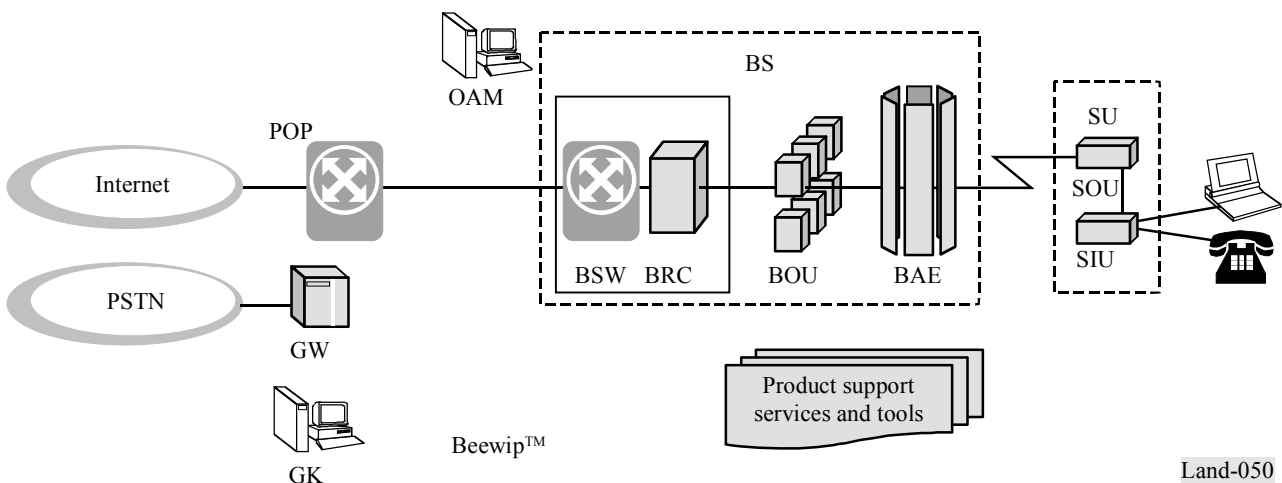 OAM
BS
POP
Internet
SU
SOU
SIU
BSW
BRC
BOU
BAE
PSTN
GW
GK
Beewip™
Product support
services and tools
Land-050